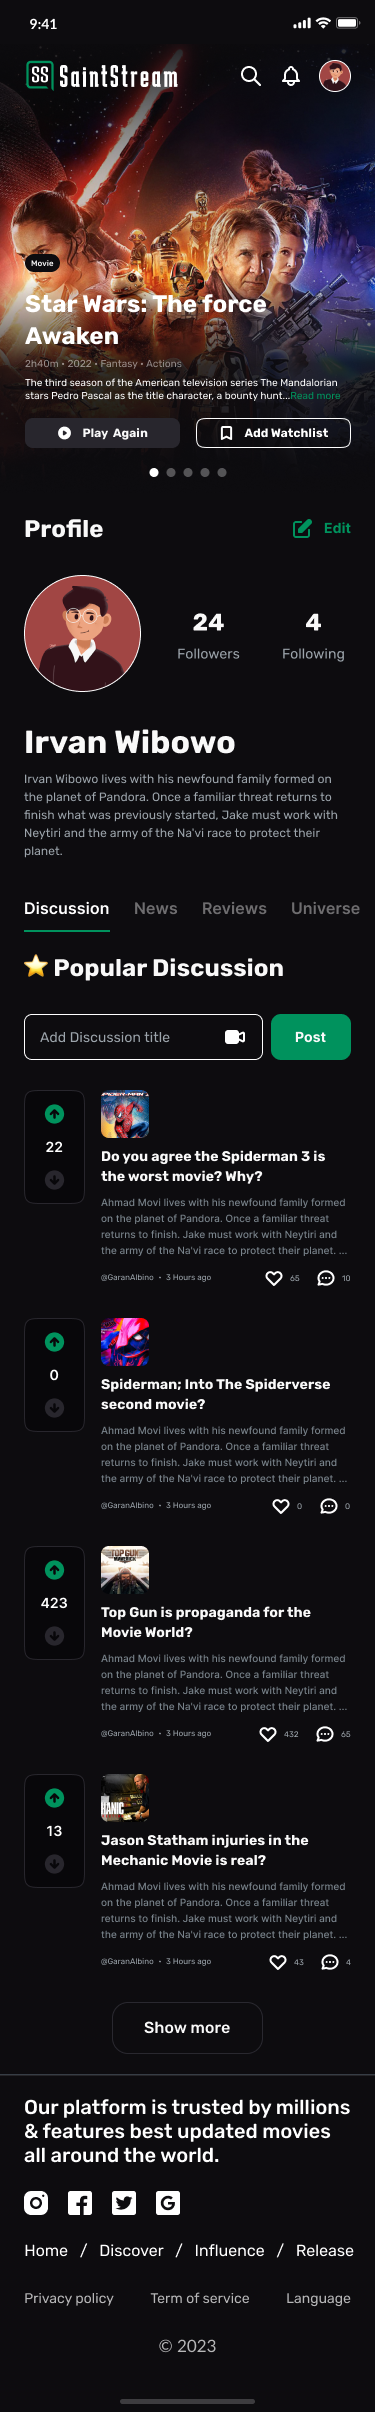 9:41
SS SaintStream
Movie
Star Wars: The force
Awaken
2h40m • 2022 • Fantasy • Actions
The third season of the American television series The Mandalorian
stars Pedro Pascal as the title character, a bounty hunt...Read more
Play Again
Add Watchlist
Profile
Edit
24
4
Followers
Following
Irvan Wibowo
Irvan Wibowo lives with his newfound family formed on
the planet of Pandora. Once a familiar threat returns to
finish what was previously started, Jake must work with
Neytiri and the army of the Na'vi race to protect their
planet.
Discussion News Reviews Universe
Popular Discussion
Add Discussion title
Post
22
SPIDER-MAN
Do you agree the Spiderman 3 is
the worst movie? Why?
Ahmad Movi lives with his newfound family formed
on the planet of Pandora. Once a familiar threat
returns to finish. Jake must work with Neytiri and
the army of the Na'vi race to protect their planet. ...
@GaranAlbino • 3 Hours ago
65 10
0
Spiderman; Into The Spiderverse
second movie?
Ahmad Movi lives with his newfound family formed
on the planet of Pandora. Once a familiar threat
returns to finish. Jake must work with Neytiri and
the army of the Na'vi race to protect their planet. ...
@GaranAlbino • 3 Hours ago
0 0
423
TOP GUN
MAVERICK
Top Gun is propaganda for the
Movie World?
Ahmad Movi lives with his newfound family formed
on the planet of Pandora. Once a familiar threat
returns to finish. Jake must work with Neytiri and
the army of the Na'vi race to protect their planet. ...
@GaranAlbino • 3 Hours ago
432 65
13
HANIC
Jason Statham injuries in the
Mechanic Movie is real?
Ahmad Movi lives with his newfound family formed
on the planet of Pandora. Once a familiar threat
returns to finish. Jake must work with Neytiri and
the army of the Na'vi race to protect their planet. ...
@GaranAlbino • 3 Hours ago
43 4
Show more
Our platform is trusted by millions
& features best updated movies
all around the world.
Home / Discover / Influence / Release
Privacy policy Term of service Language
© 2023